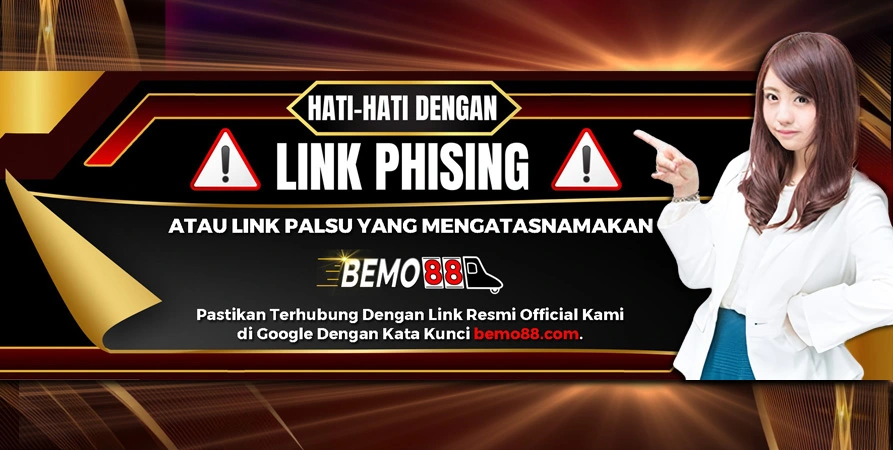 HATI-HATI DENGAN
LINK PHISING
ATAU LINK PALSU YANG MENGATASNAMAKAN
BEMO88
Pastikan Terhubung Dengan Link Resmi Official Kami
di Google Dengan Kata Kunci bemo88.com.